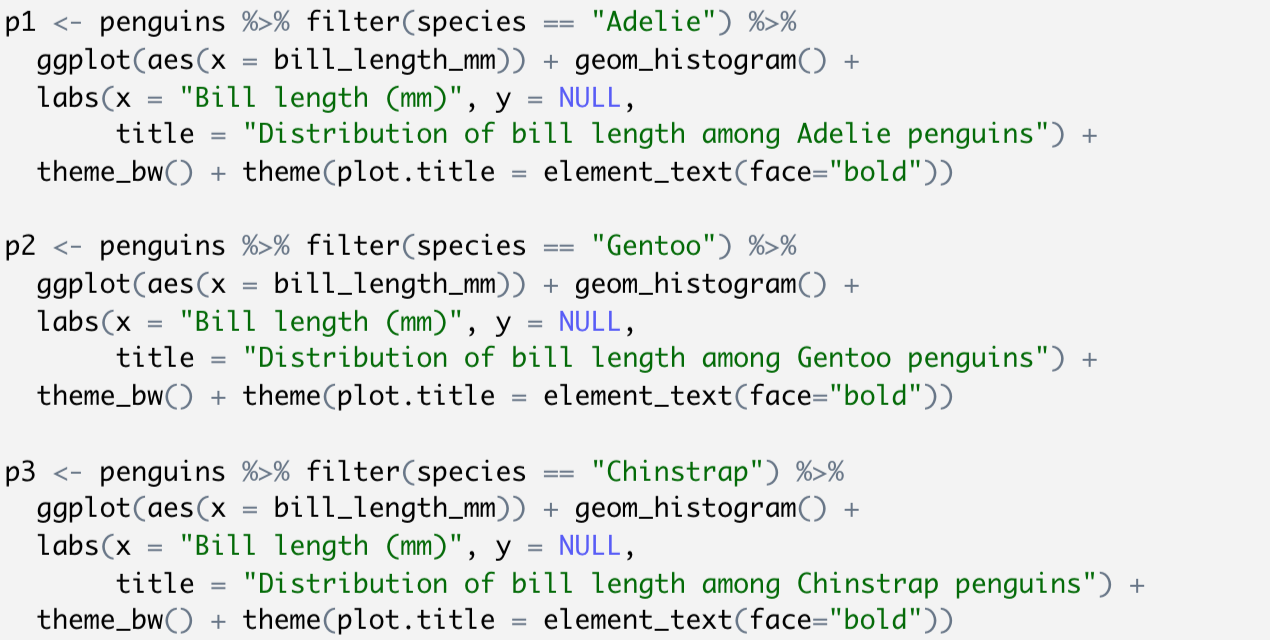 p1 <- penguins %>% filter(species == "Adelie") %>%
  ggplot(aes(x = bill_length_mm)) + geom_histogram() +
  labs(x = "Bill length (mm)", y = NULL,
       title = "Distribution of bill length among Adelie penguins") +
  theme_bw() + theme(plot.title = element_text(face="bold"))

p2 <- penguins %>% filter(species == "Gentoo") %>%
  ggplot(aes(x = bill_length_mm)) + geom_histogram() +
  labs(x = "Bill length (mm)", y = NULL,
       title = "Distribution of bill length among Gentoo penguins") +
  theme_bw() + theme(plot.title = element_text(face="bold"))

p3 <- penguins %>% filter(species == "Chinstrap") %>%
  ggplot(aes(x = bill_length_mm)) + geom_histogram() +
  labs(x = "Bill length (mm)", y = NULL,
       title = "Distribution of bill length among Chinstrap penguins") +
  theme_bw() + theme(plot.title = element_text(face="bold"))